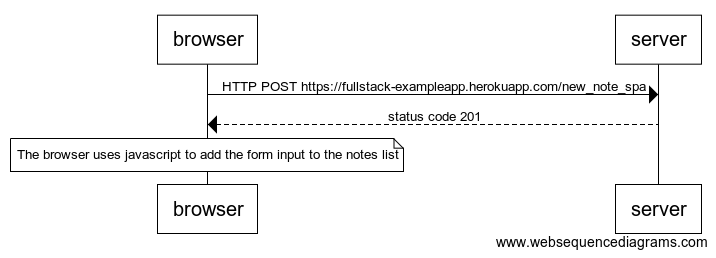 browser
server
HTTP POST https://fullstack-exampleapp.herokuapp.com/new_note_spa
status code 201
The browser uses javascript to add the form input to the notes list
browser
server
www.websequencediagrams.com